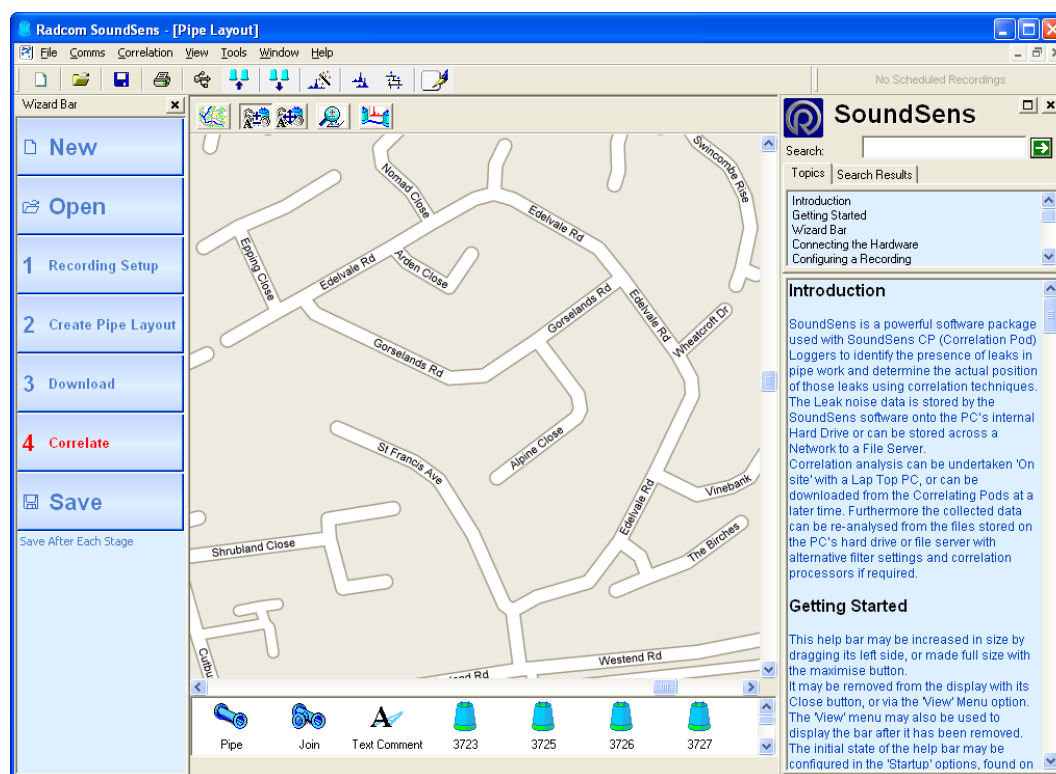 Radcom SoundSens - [Pipe Layout]
File Comms Correlation View Tools Window Help
No Scheduled Recordings
Wizard Bar
New
Open
1 Recording Setup
2 Create Pipe Layout
3 Download
4 Correlate
Save
Save After Each Stage
Swincombe Rise
Nomad Close
Edelvale Rd
Epping Close
Edelvale Rd
Arden Close
Edelvale Rd
Gorselands Rd
Wheatcroft Dr
Gorselands Rd
St Francis Ave
Alpine Close
Vinebank
Edelvale Rd
Shrubland Close
The Birches
Westend Rd
end Rd
Cutbu
Pipe
Join
A
Text Comment
3723
3725
3726
3727
SoundSens
Search:
Topics Search Results
Introduction
Getting Started
Wizard Bar
Connecting the Hardware
Configuring a Recording
Introduction
SoundSens is a powerful software package
used with SoundSens CP (Correlation Pod)
Loggers to identify the presence of leaks in
pipe work and determine the actual position
of those leaks using correlation techniques.
The Leak noise data is stored by the
SoundSens software onto the PC's internal
Hard Drive or can be stored across a
Network to a File Server.
Correlation analysis can be undertaken 'On
site' with a Lap Top PC, or can be
downloaded from the Correlating Pods at a
later time. Furthermore the collected data
can be re-analysed from the files stored on
the PC's hard drive or file server with
alternative filter settings and correlation
processors if required.
Getting Started
This help bar may be increased in size by
dragging its left side, or made full size with
the maximise button.
It may be removed from the display with its
Close button, or via the 'View' Menu option.
The 'View' menu may also be used to
display the bar after it has been removed.
The initial state of the help bar may be
configured in the 'Startup' options, found on